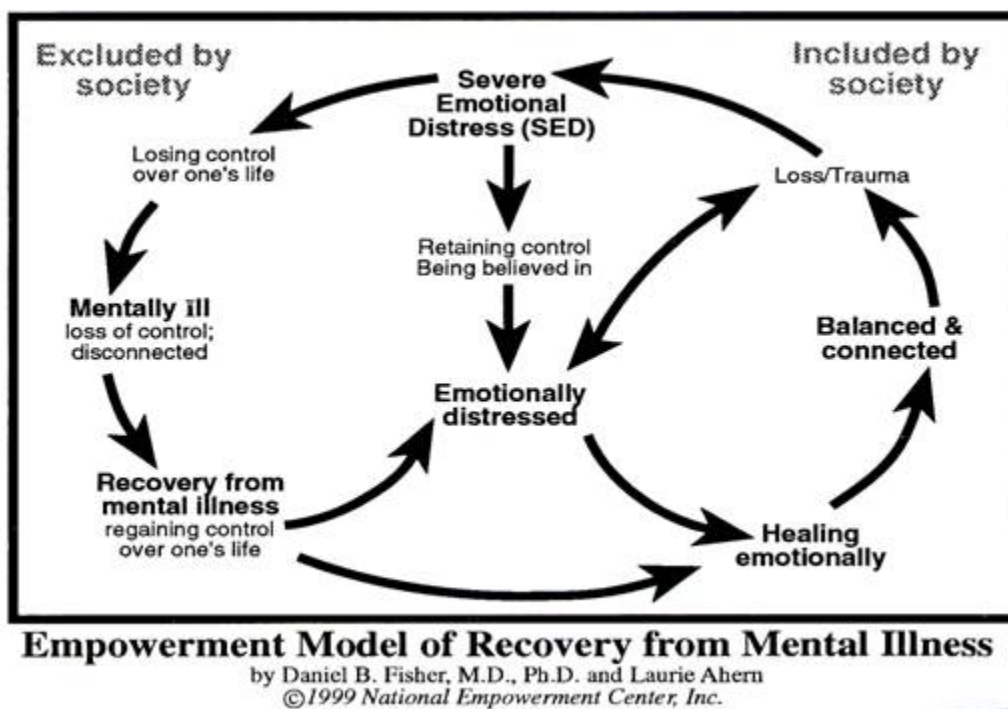 Excluded by
society
Included by
society
Severe
Emotional
Distress (SED)
Losing control
over one's life
Loss/Trauma
Retaining control
Being believed in
Mentally ill
loss of control;
disconnected
Balanced &
connected
Emotionally
distressed
Recovery from
mental illness
regaining control
over one's life
Healing
emotionally
Empowerment Model of Recovery from Mental Illness
by Daniel B. Fisher, M.D., Ph.D. and Laurie Ahern
©1999 National Empowerment Center, Inc.